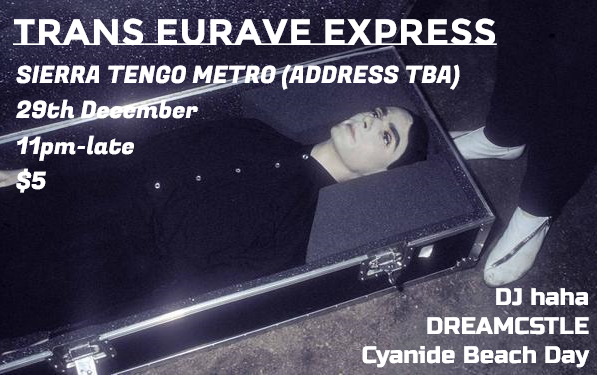 TRANS EURAVE EXPRESS
SIERRA TENGO METRO (ADDRESS TBA)
29th December
11pm-late
$5
DJ haha
DREAMCSTLE
Cyanide Beach Day